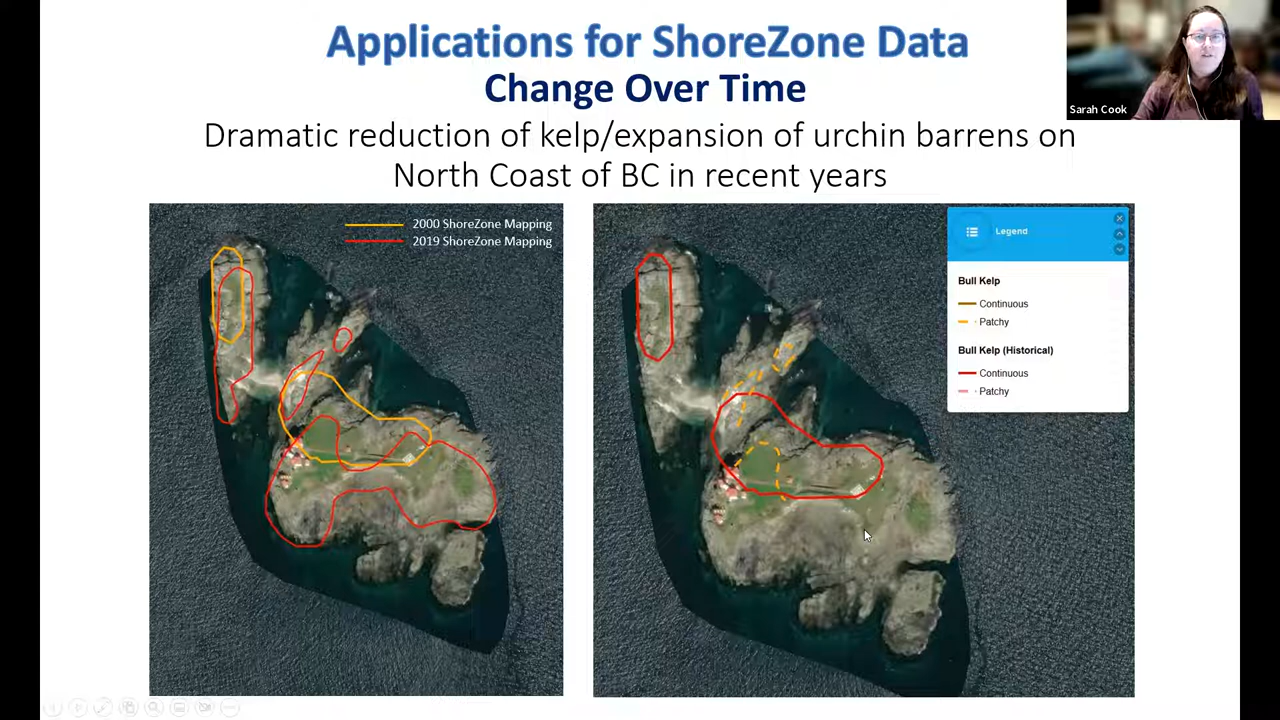 Applications for ShoreZone Data
Change Over Time
Sarah Cook
Dramatic reduction of kelp/expansion of urchin barrens on
North Coast of BC in recent years
2000 ShoreZone Mapping
2019 ShoreZone Mapping
Legend
Bull Kelp
Continuous
Patchy
Bull Kelp (Historical)
Continuous
Patchy